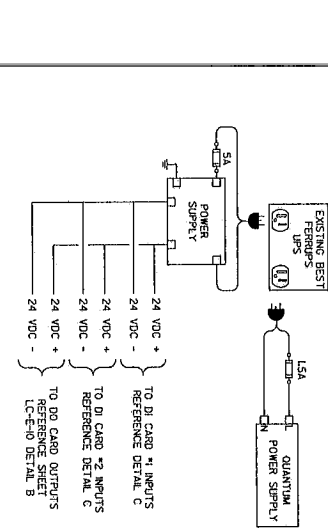 EXISTING BEST
FERRUPS
UPS
5A
POWER
SUPPLY
1.5A
L
N
QUANTUM
POWER SUPPLY
24 VDC +
24 VDC -
TO DI CARD #1 INPUTS
REFERENCE DETAIL C
24 VDC +
24 VDC -
TO DI CARD #2 INPUTS
REFERENCE DETAIL C
24 VDC +
24 VDC -
TO DO CARD OUTPUTS
REFERENCE SHEET
LC-E-10 DETAIL B